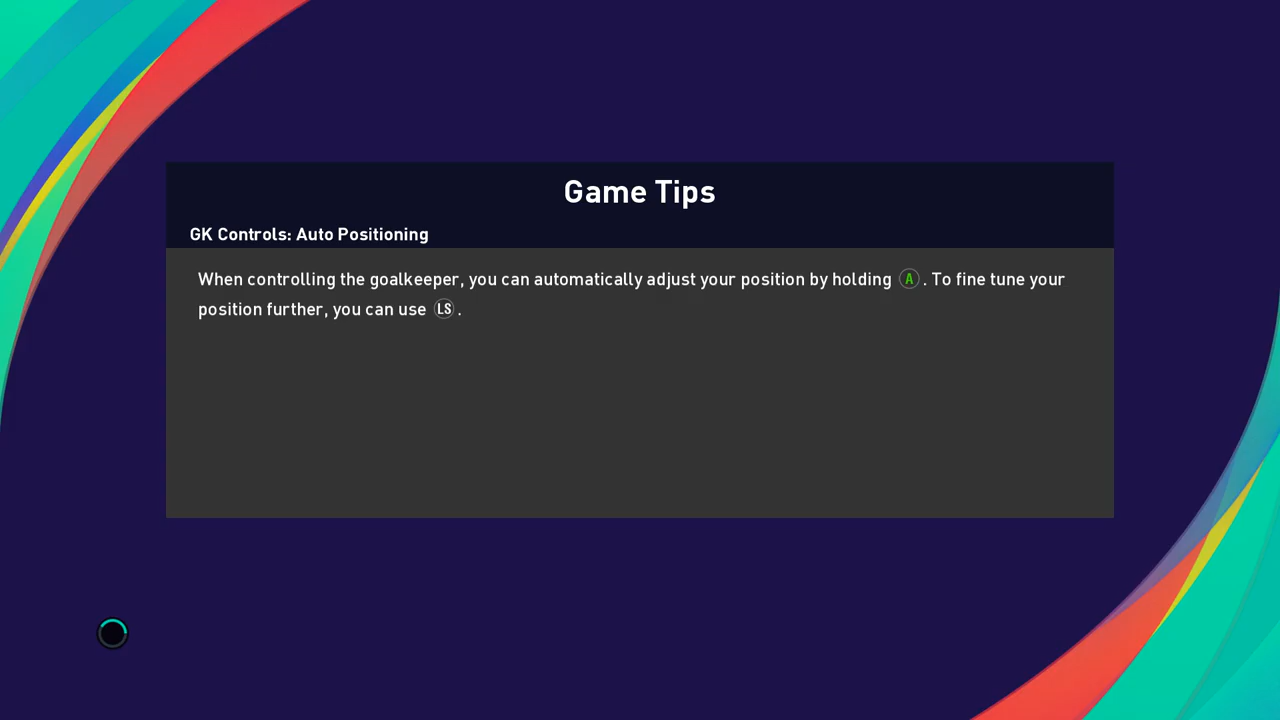 Game Tips
GK Controls: Auto Positioning
When controlling the goalkeeper, you can automatically adjust your position by holding A. To fine tune your
position further, you can use LS.